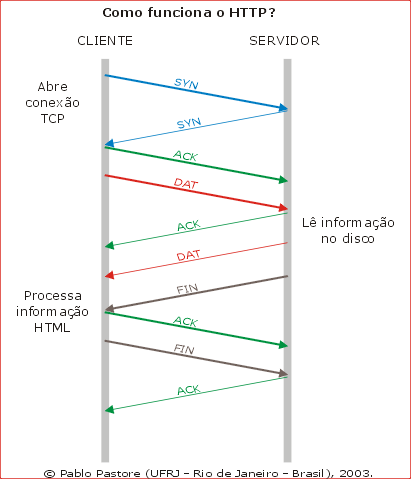 Como funciona o HTTP?
CLIENTE
SERVIDOR
Abre
conexão
TCP
SYN
SYN
ACK
DAT
ACK
Lê informação
no disco
DAT
FIN
Processa
informação
HTML
ACK
FIN
ACK
© Pablo Pastore (UFRJ – Rio de Janeiro – Brasil), 2003.